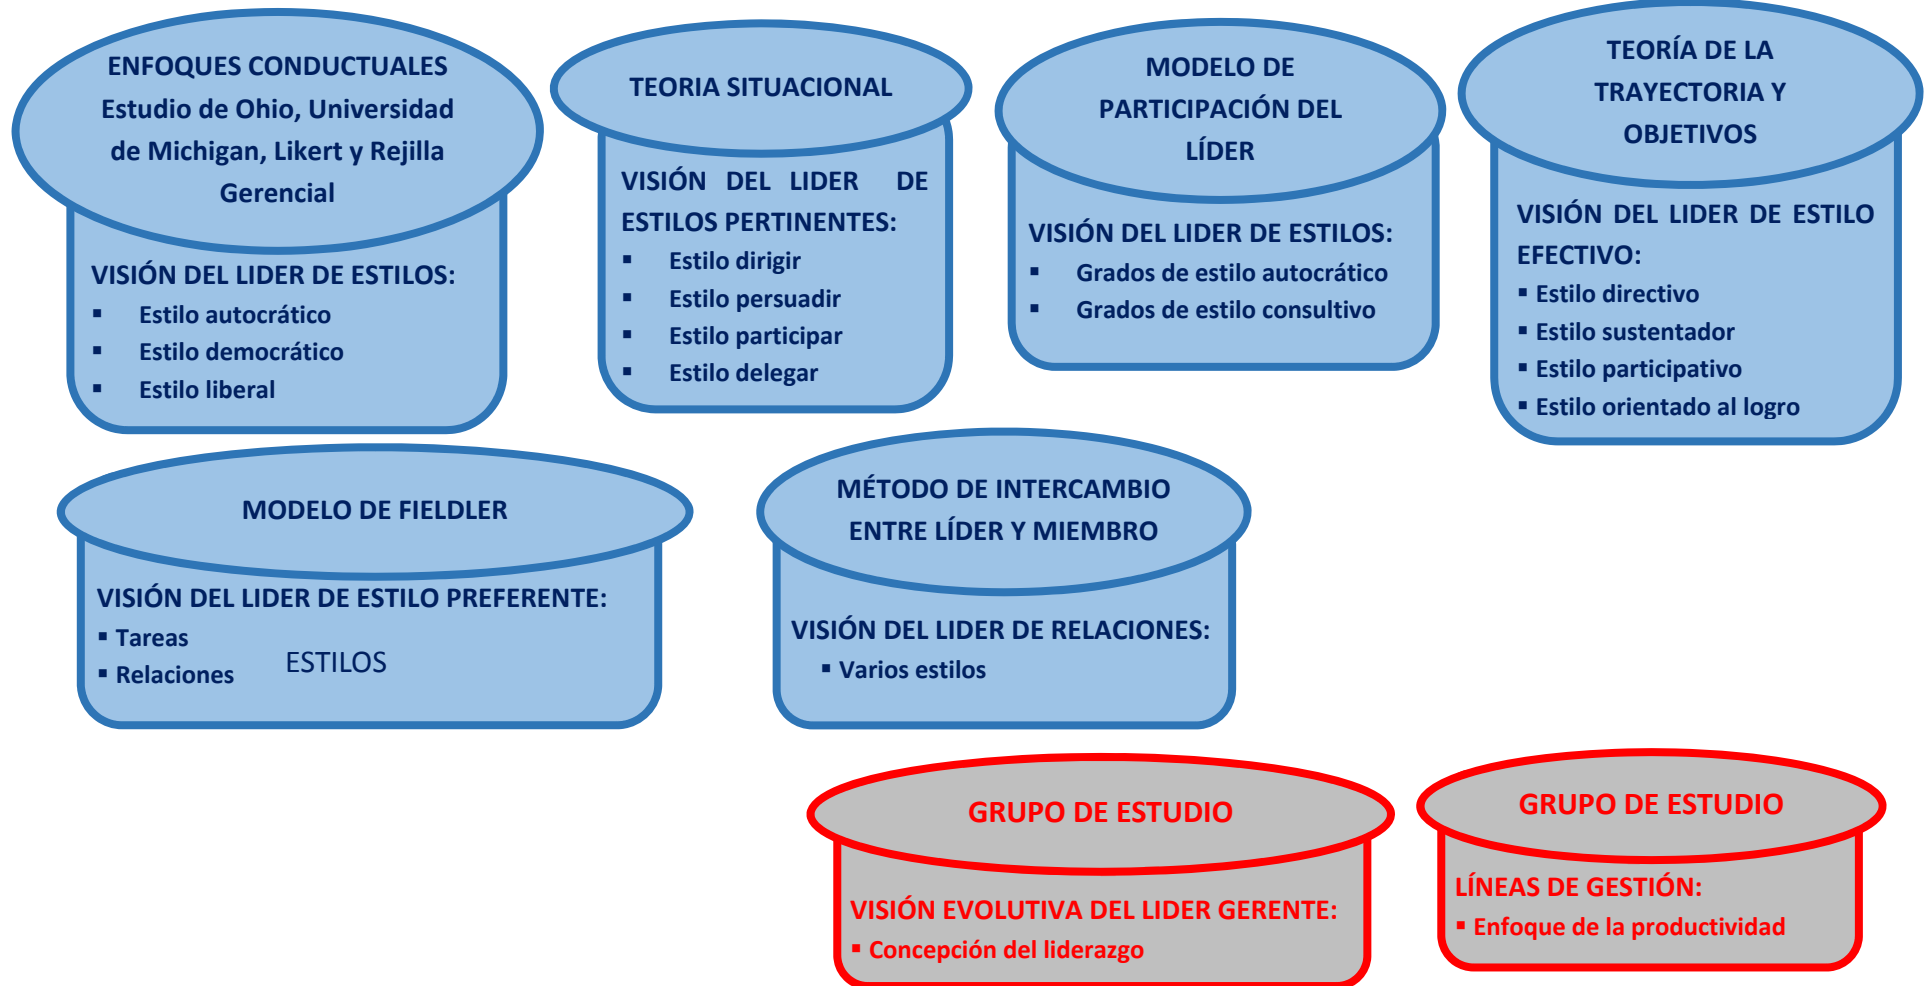 ENFOQUES CONDUCTUALES
Estudio de Ohio, Universidad
de Michigan, Likert y Rejilla
Gerencial
VISIÓN DEL LIDER DE ESTILOS:
▪ Estilo autocrático
▪ Estilo democrático
▪ Estilo liberal
TEORIA SITUACIONAL
VISIÓN DEL LIDER DE
ESTILOS PERTINENTES:
▪ Estilo dirigir
▪ Estilo persuadir
▪ Estilo participar
▪ Estilo delegar
MODELO DE
PARTICIPACIÓN DEL
LÍDER
VISIÓN DEL LIDER DE ESTILOS:
▪ Grados de estilo autocrático
▪ Grados de estilo consultivo
TEORÍA DE LA
TRAYECTORIA Y
OBJETIVOS
VISIÓN DEL LIDER DE ESTILO
EFECTIVO:
▪ Estilo directivo
▪ Estilo sustentador
▪ Estilo participativo
▪ Estilo orientado al logro
MODELO DE FIELDLER
VISIÓN DEL LIDER DE ESTILO PREFERENTE:
▪ Tareas
▪ Relaciones
ESTILOS
MÉTODO DE INTERCAMBIO
ENTRE LÍDER Y MIEMBRO
VISIÓN DEL LIDER DE RELACIONES:
▪ Varios estilos
GRUPO DE ESTUDIO
VISIÓN EVOLUTIVA DEL LIDER GERENTE:
▪ Concepción del liderazgo
GRUPO DE ESTUDIO
LÍNEAS DE GESTIÓN:
▪ Enfoque de la productividad